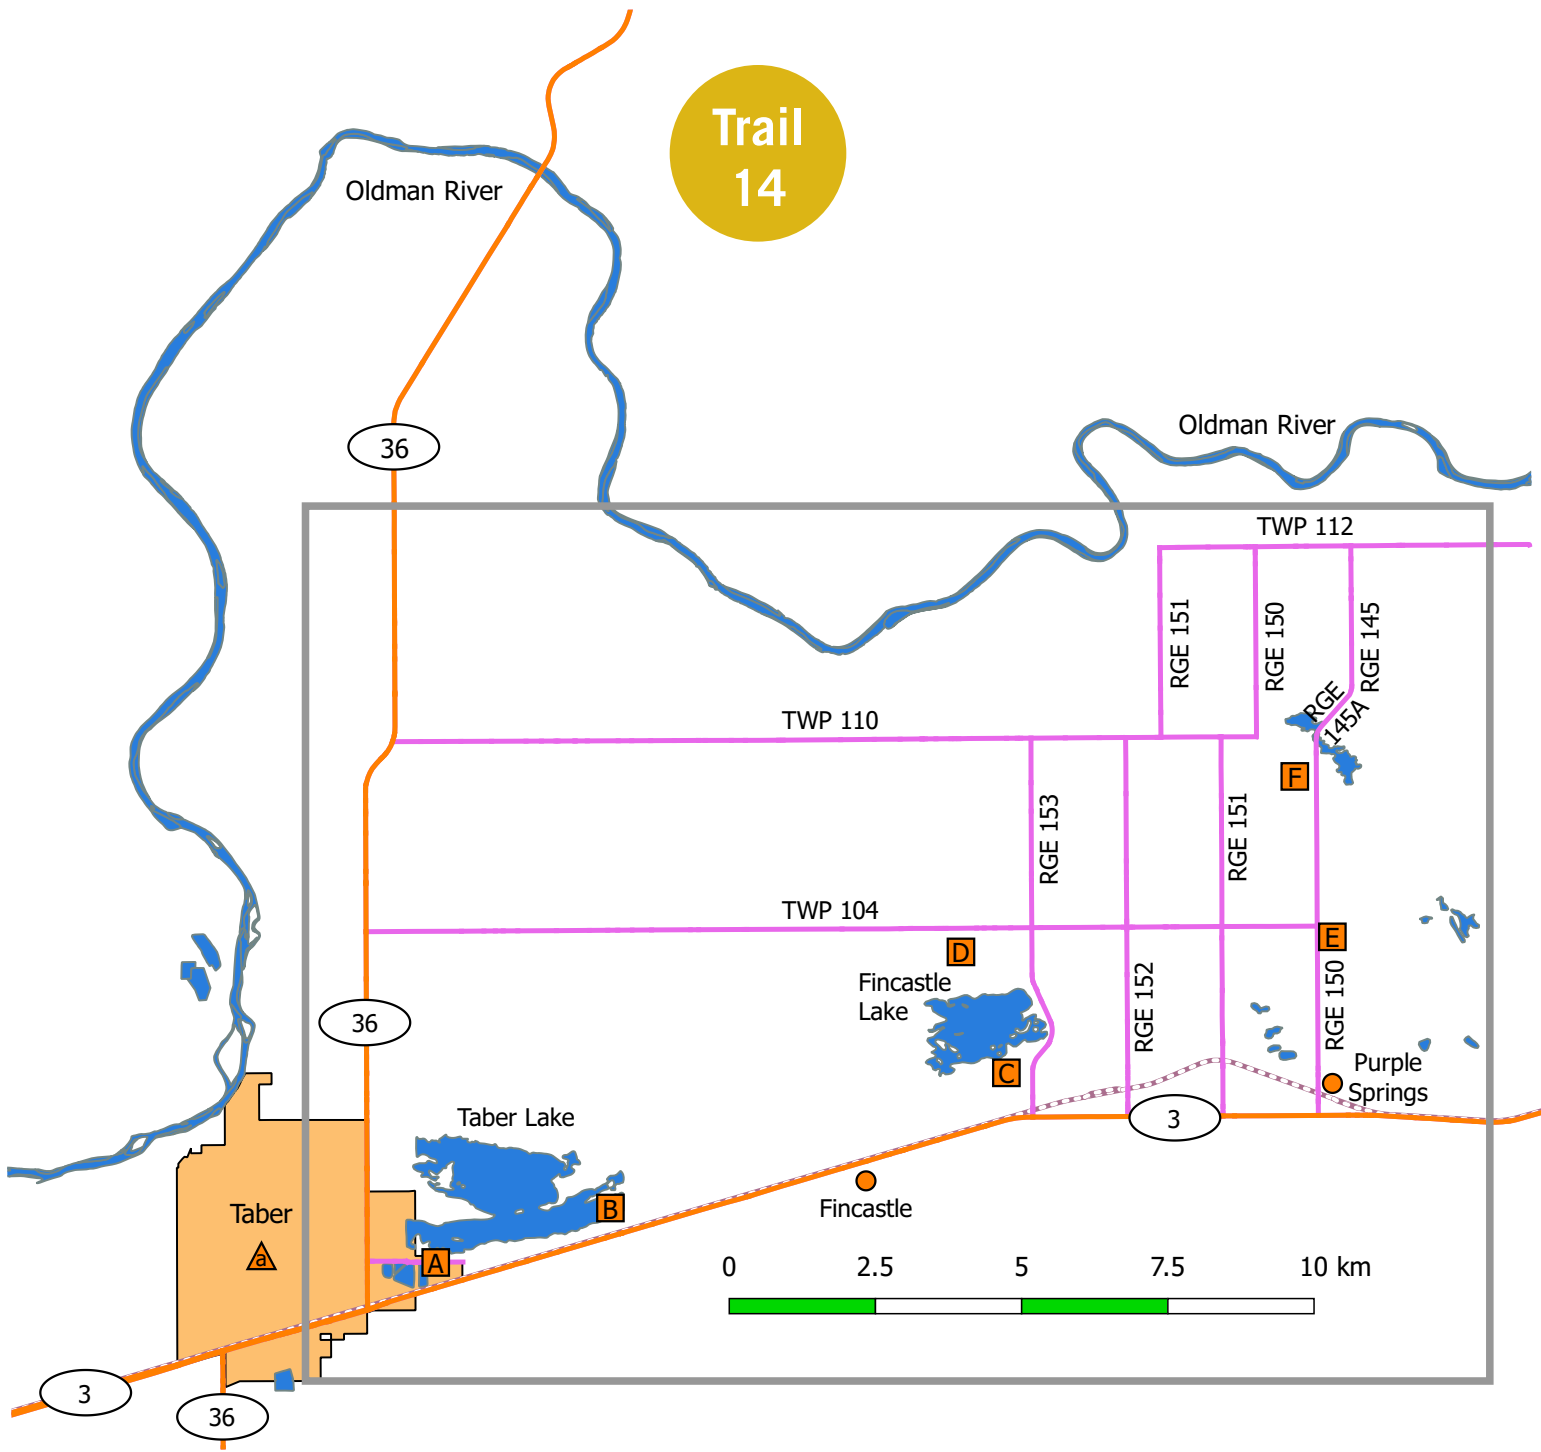 Trail
14
Oldman River
Oldman River
36
TWP 112
RGE 151
RGE 150
RGE 145
RGE
145A
TWP 110
F
RGE 153
RGE 151
TWP 104
D
E
Fincastle
Lake
RGE 152
RGE 150
36
C
Purple
Springs
3
Taber Lake
B
Fincastle
Taber
a
A
0 2.5 5 7.5 10 km
3
36